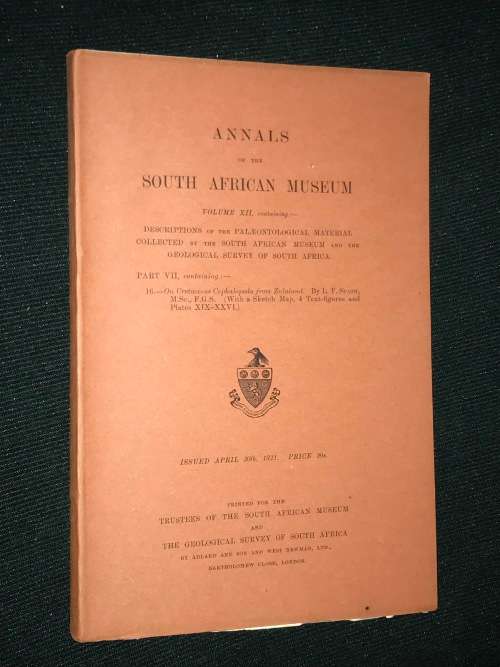 ANNALS
OF THE
SOUTH AFRICAN MUSEUM
VOLUME XII, containing:—
DESCRIPTIONS OF THE PALÆONTOLOGICAL MATERIAL
COLLECTED BY THE SOUTH AFRICAN MUSEUM AND THE
GEOLOGICAL SURVEY OF SOUTH AFRICA.
PART VII, containing:—
16.—On Cretaceous Cephalopoda from Zululand. By L. F. SPATH,
M.Sc., F.G.S. (With a Sketch Map, 4 Text-figures and
Plates XIX–XXVI.)
ISSUED APRIL 30th, 1921. PRICE 20s.
PRINTED FOR THE
TRUSTEES OF THE SOUTH AFRICAN MUSEUM
AND
THE GEOLOGICAL SURVEY OF SOUTH AFRICA
BY ADLARD AND SON AND WEST NEWMAN, LTD.,
BARTHOLOMEW CLOSE, LONDON.